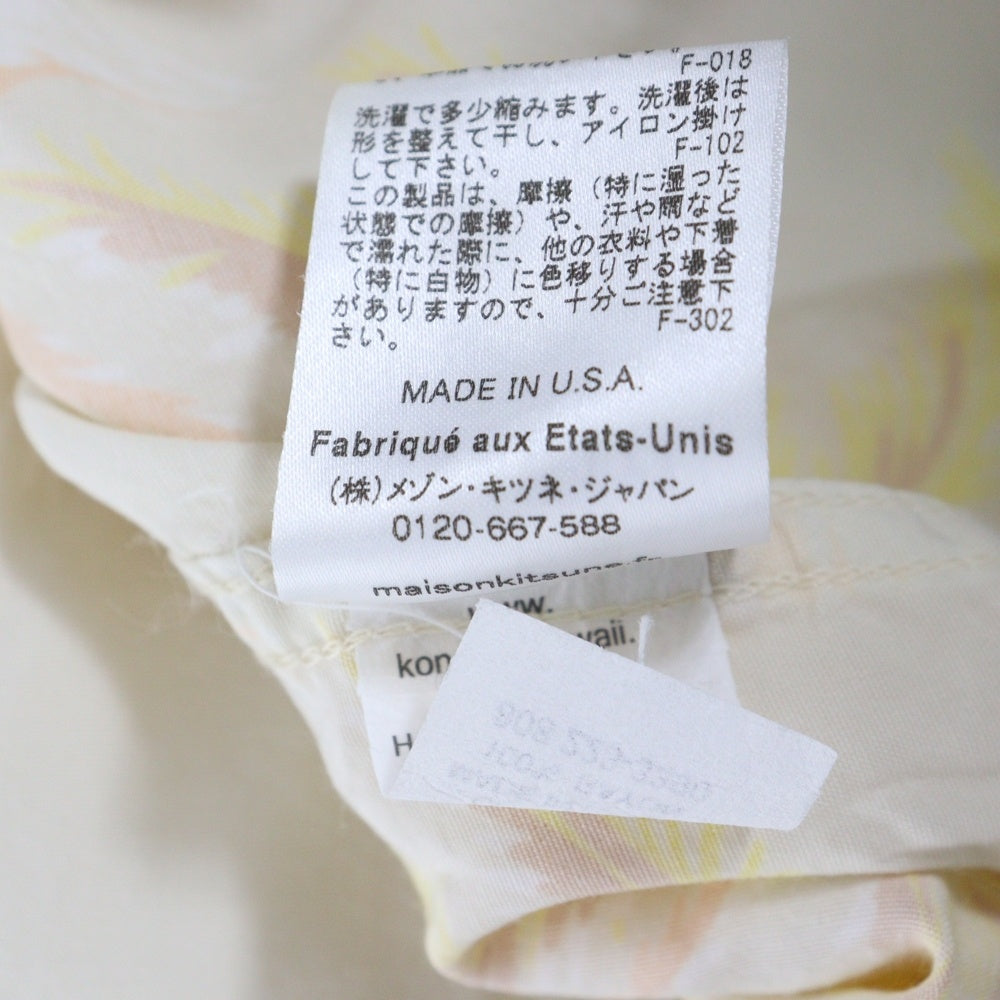 F-018
洗濯で多少縮みます。洗濯後は
形を整えて干し、アイロン掛け
して下さい。
F-102
この製品は、摩擦（特に湿った
状態での摩擦）や、汗や雨など
で濡れた際に、他の衣料や下着
（特に白物）に色移りする場合
がありますので、十分ご注意下
さい。
F-302
MADE IN U.S.A.
Fabriqué aux Etats-Unis
(株)メゾン・キツネ・ジャパン
0120-667-588
maisonkitsune.fr
www.